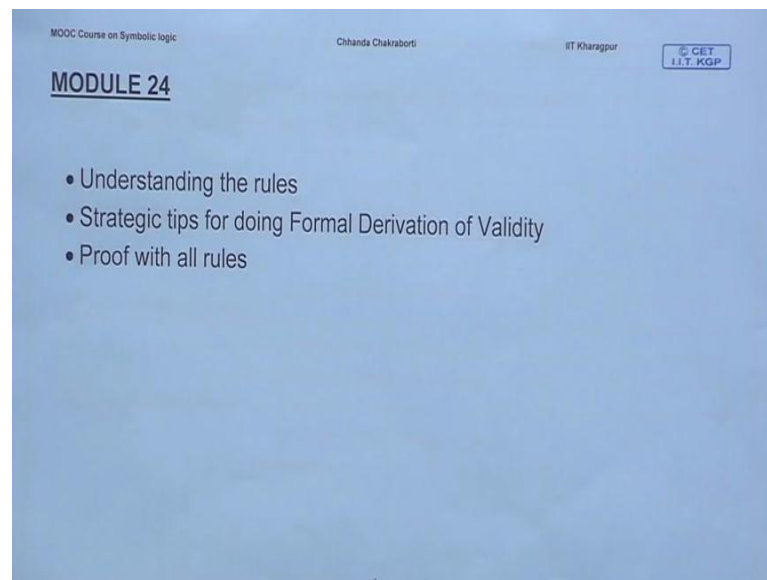 MOOC Course on Symbolic logic
Chhanda Chakraborti
IIT Kharagpur
© CET
I.I.T. KGP
MODULE 24
• Understanding the rules
• Strategic tips for doing Formal Derivation of Validity
• Proof with all rules